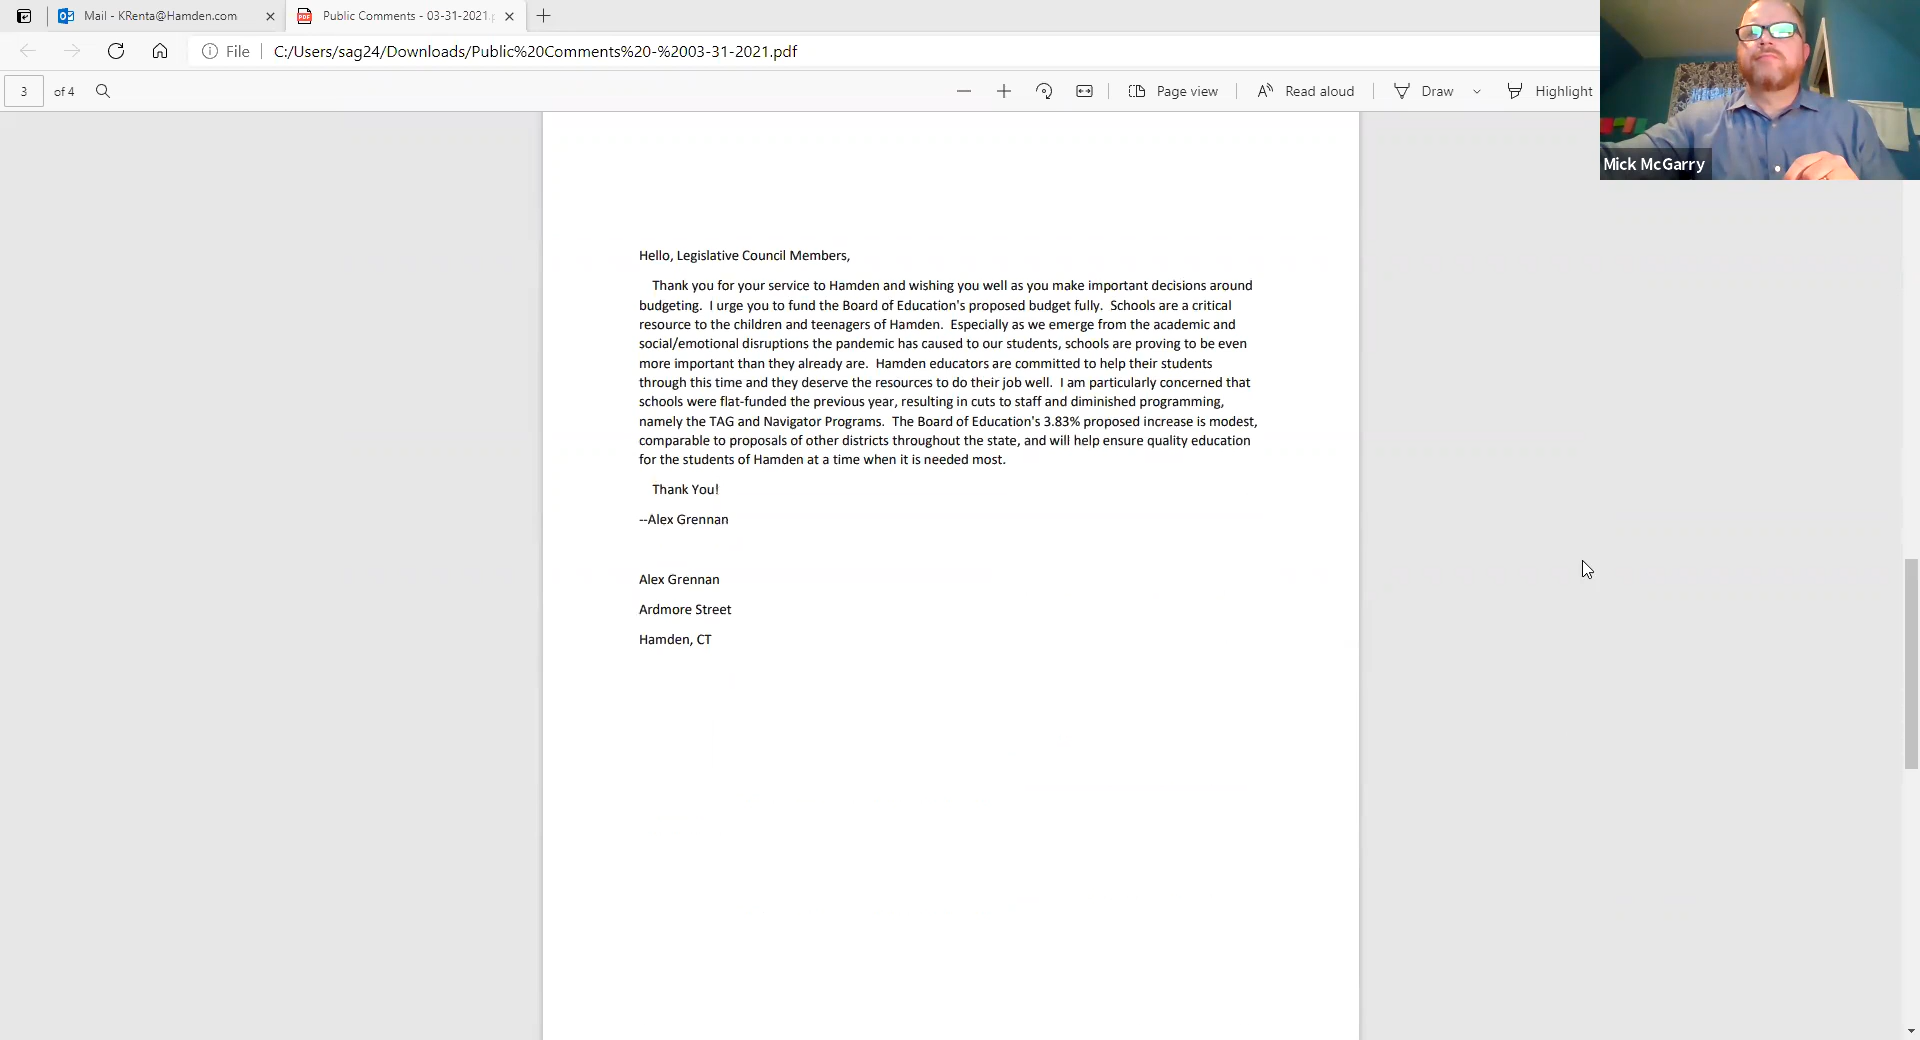 Mail - KRenta@Hamden.com
Public Comments - 03-31-2021.
File
C:/Users/sag24/Downloads/Public%20Comments%20-%2003-31-2021.pdf
3 of 4
Page view
Read aloud
Draw
Highlight
Mick McGarry
Hello, Legislative Council Members,
Thank you for your service to Hamden and wishing you well as you make important decisions around
budgeting.  I urge you to fund the Board of Education's proposed budget fully.  Schools are a critical
resource to the children and teenagers of Hamden.  Especially as we emerge from the academic and
social/emotional disruptions the pandemic has caused to our students, schools are proving to be even
more important than they already are.  Hamden educators are committed to help their students
through this time and they deserve the resources to do their job well.  I am particularly concerned that
schools were flat-funded the previous year, resulting in cuts to staff and diminished programming,
namely the TAG and Navigator Programs.  The Board of Education's 3.83% proposed increase is modest,
comparable to proposals of other districts throughout the state, and will help ensure quality education
for the students of Hamden at a time when it is needed most.
Thank You!
--Alex Grennan
Alex Grennan
Ardmore Street
Hamden, CT